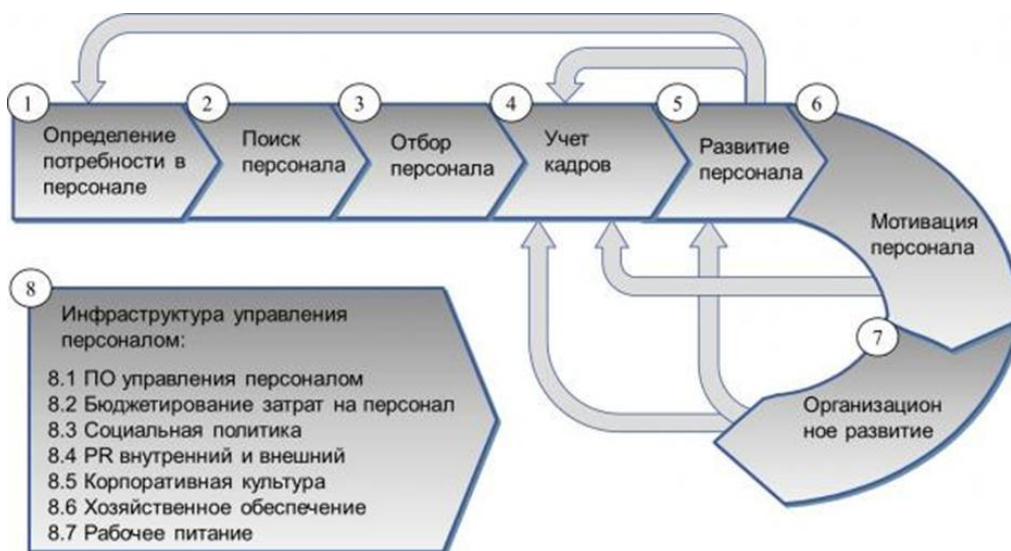 1
Определение
потребности в
персонале
2
Поиск
персонала
3
Отбор
персонала
4
Учет
кадров
5
Развитие
персонала
6
Мотивация
персонала
7
Организацион
ное развитие
8
Инфраструктура управления
персоналом:
8.1 ПО управления персоналом
8.2 Бюджетирование затрат на персонал
8.3 Социальная политика
8.4 PR внутренний и внешний
8.5 Корпоративная культура
8.6 Хозяйственное обеспечение
8.7 Рабочее питание